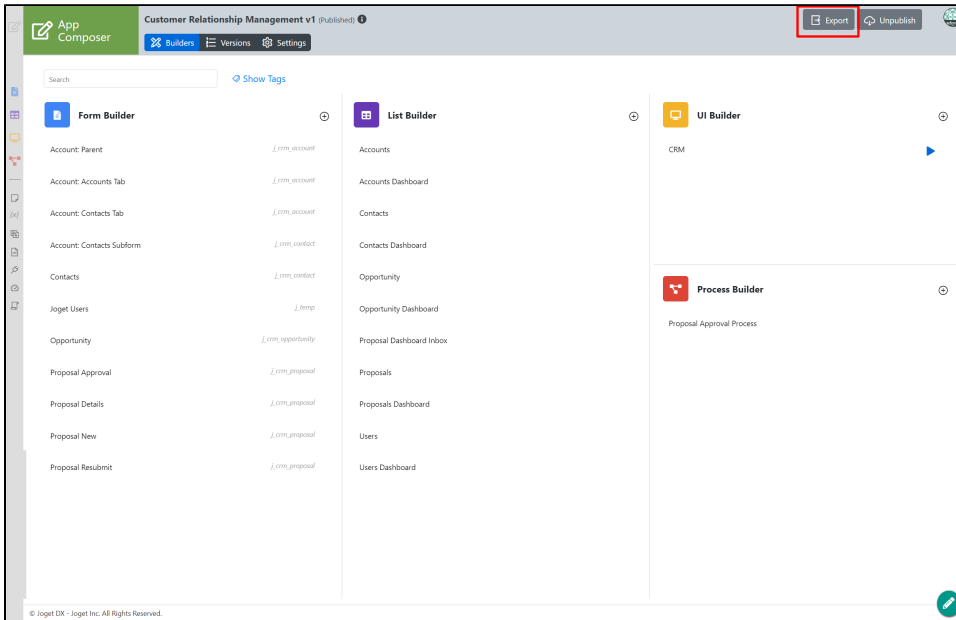 App
Composer
Customer Relationship Management v1 (Published)
Builders Versions Settings
Export Unpublish
Search
Show Tags
Form Builder
Account: Parent j_crm_account
Account: Accounts Tab j_crm_account
Account: Contacts Tab j_crm_account
Account: Contacts Subform j_crm_contact
Contacts j_crm_contact
Joget Users j_temp
Opportunity j_crm_opportunity
Proposal Approval j_crm_proposal
Proposal Details j_crm_proposal
Proposal New j_crm_proposal
Proposal Resubmit j_crm_proposal
List Builder
Accounts
Accounts Dashboard
Contacts
Contacts Dashboard
Opportunity
Opportunity Dashboard
Proposal Dashboard Inbox
Proposals
Proposals Dashboard
Users
Users Dashboard
UI Builder
CRM
Process Builder
Proposal Approval Process
© Joget DX - Joget Inc. All Rights Reserved.